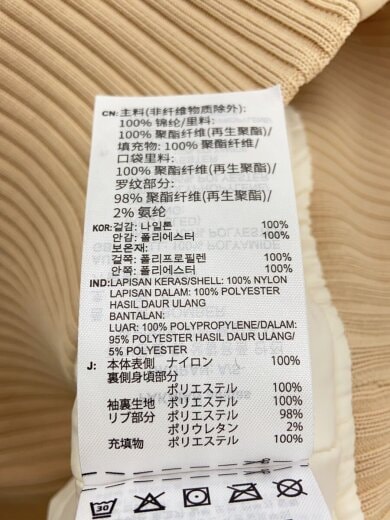 CN: 主料(非纤维物质除外):
100% 锦纶/里料:
100% 聚酯纤维(再生聚酯)/
填充物: 100% 聚酯纤维/
口袋里料:
100% 聚酯纤维(再生聚酯)/
罗纹部分:
98% 聚酯纤维(再生聚酯)/
2% 氨纶
KOR: 겉감: 나일론 100%
안감: 폴리에스터 100%
보온재:
겉쪽: 폴리프로필렌 100%
안쪽: 폴리에스터 100%
IND: LAPISAN KERAS/SHELL: 100% NYLON
LAPISAN DALAM: 100% POLYESTER
HASIL DAUR ULANG
BANTALAN:
LUAR: 100% POLYPROPYLENE/DALAM:
95% POLYESTER HASIL DAUR ULANG/
5% POLYESTER
J: 本体表側 ナイロン 100%
裏側身頃部分
ポリエステル 100%
袖裏生地 ポリエステル 100%
リブ部分 ポリエステル 98%
ポリウレタン 2%
充填物 ポリエステル 100%
30